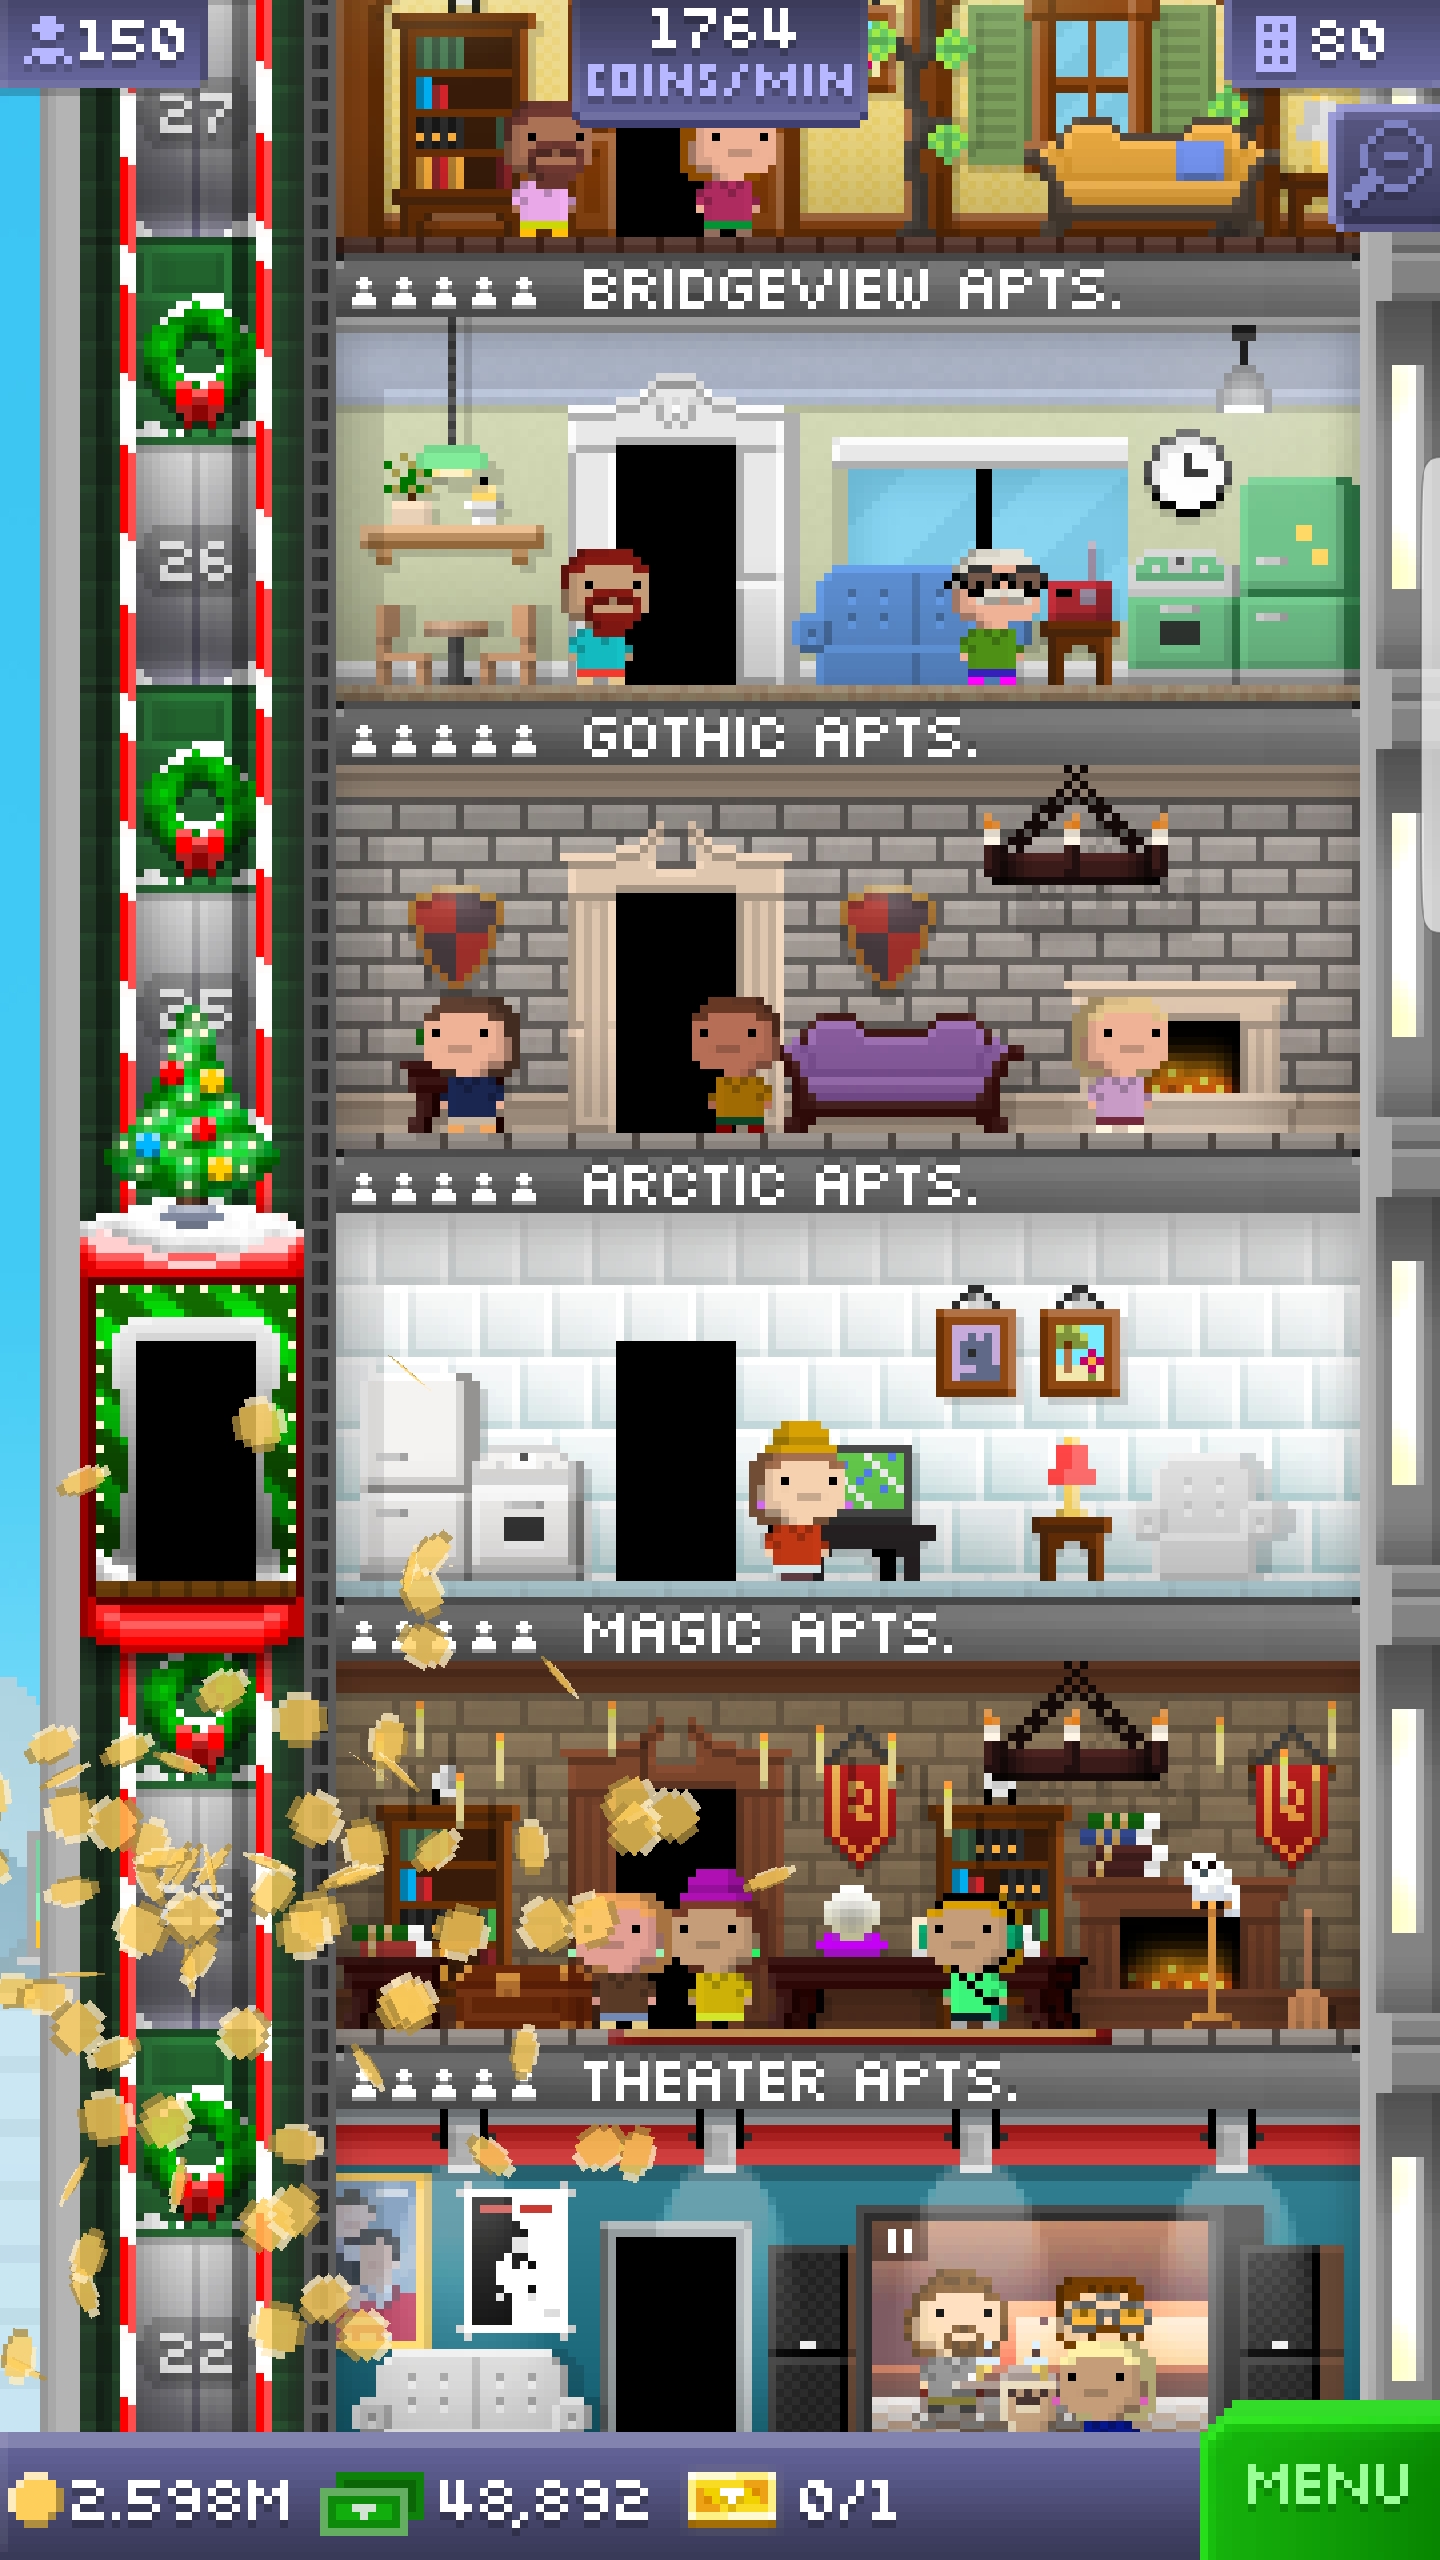 150
1764
COINS/MIN
80
27
BRIDGEVIEW APTS.
26
GOTHIC APTS.
25
ARCTIC APTS.
MAGIC APTS.
THEATER APTS.
22
2.598M
48,892
0/1
MENU